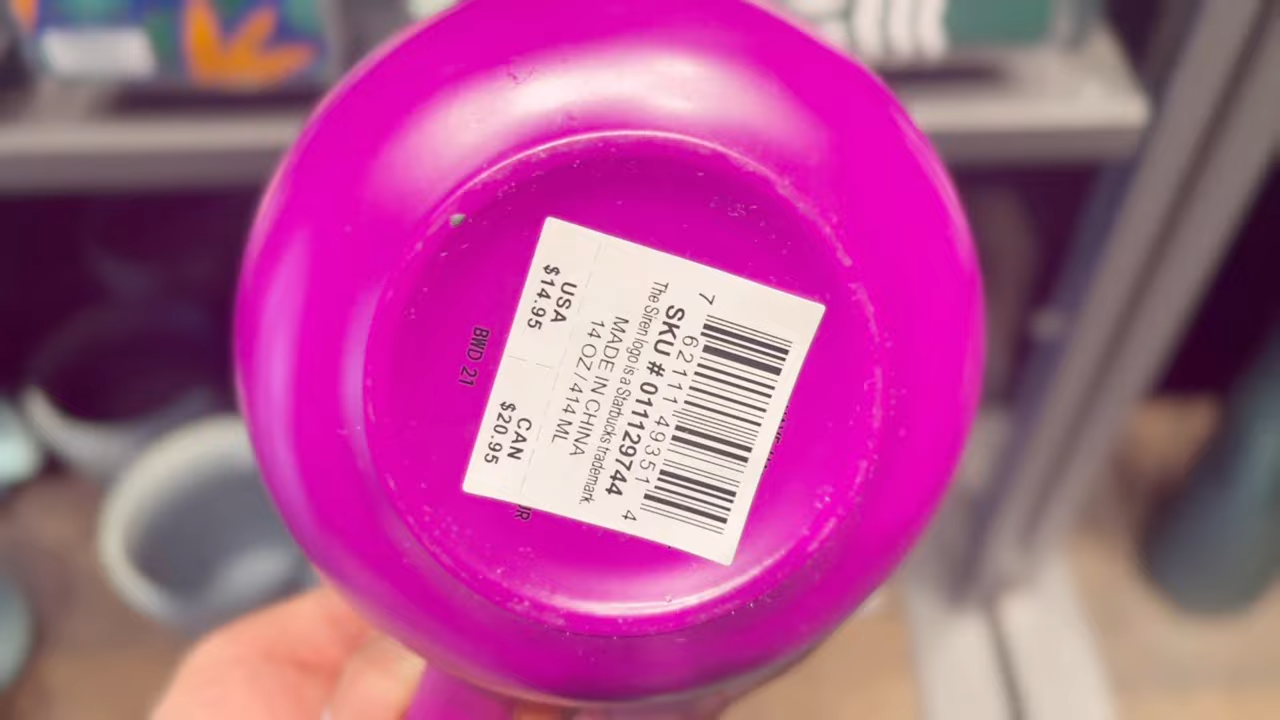 7 62111 49351 4
SKU # 011129744
The Siren logo is a Starbucks trademark.
MADE IN CHINA
14 OZ/414 ML
USA
$14.95
CAN
$20.95
BWD 21